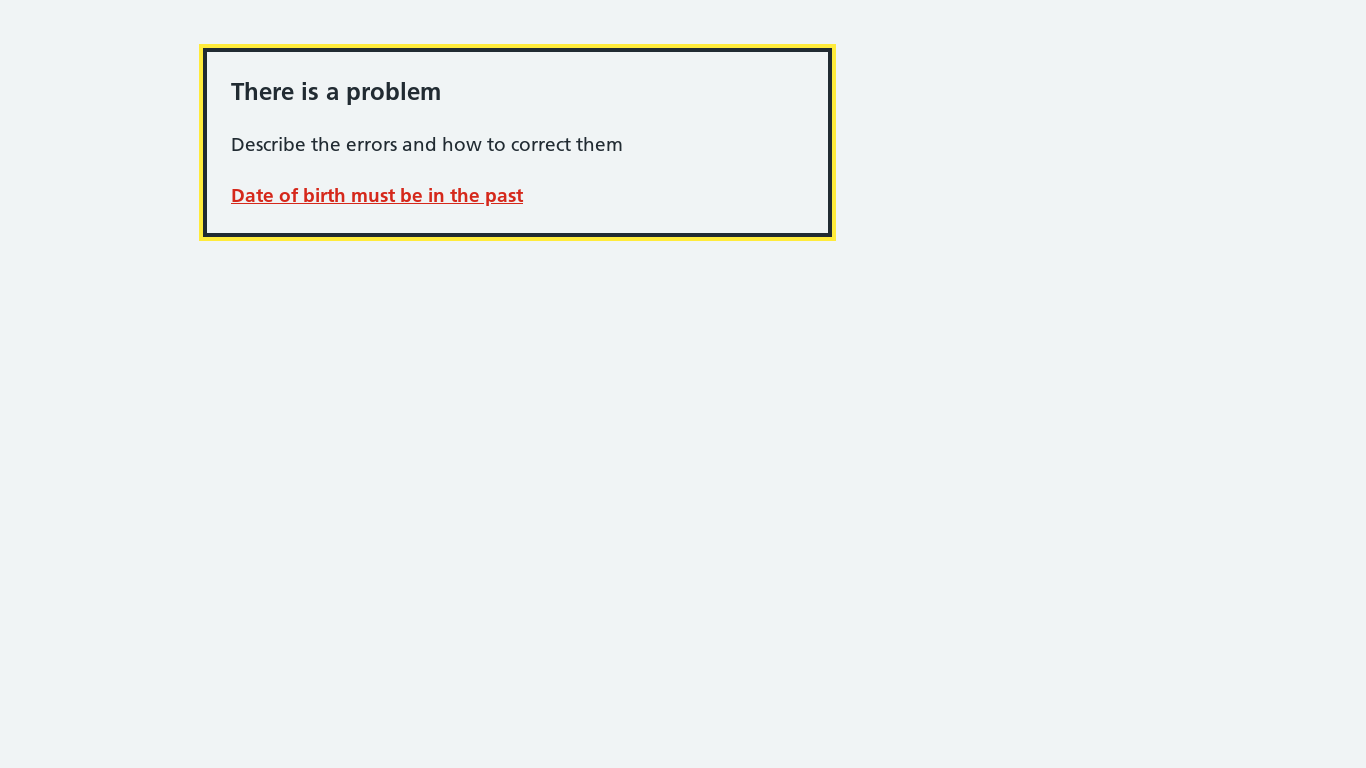 There is a problem
Describe the errors and how to correct them
Date of birth must be in the past